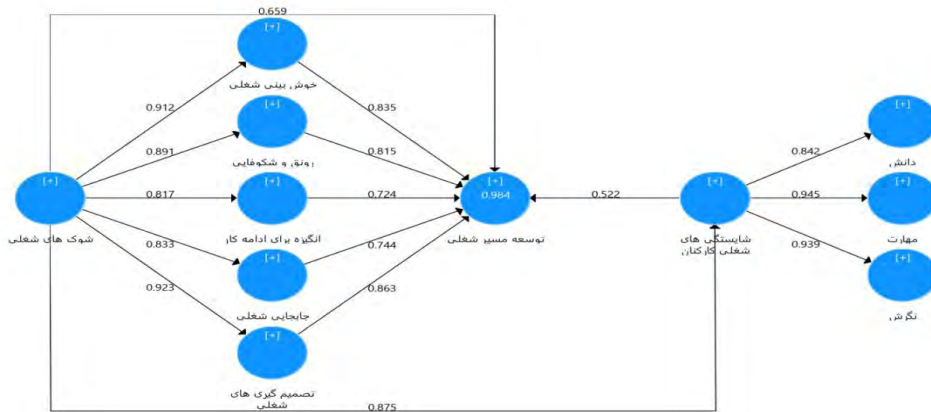 0.659
[+]
خوش بینی شغلی
0.912
0.835
[+]
رونق و شکوفایی
0.891
0.815
0.842
[+]
دانش
[+]
شوک های شغلی
0.817
[+]
انگیزه برای ادامه کار
0.724
[+]
0.984
توسعه مسیر شغلی
0.522
[+]
شایستگی های
شغلی کارکنان
0.945
[+]
مهارت
0.833
0.744
[+]
جابجایی شغلی
0.939
[+]
نگرش
0.923
0.863
[+]
تصمیم گیری های
شغلی
0.875